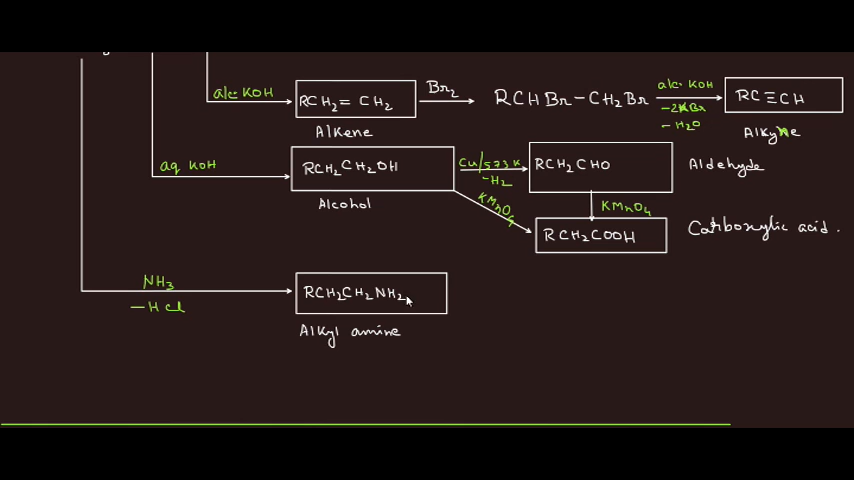 alc. KOH
RCH₂ = CH₂
Alkene
Br₂
RCHBr – CH₂Br
alc. KOH
– 2KBr
– H₂O
RC ≡ CH
Alkyne
aq KOH
RCH₂CH₂OH
Alcohol
Cu/573K
– H₂
RCH₂CHO
Aldehyde
KMnO₄
KMnO₄
RCH₂COOH
Carboxylic acid.
NH₃
– HCl
RCH₂CH₂NH₂
Alkyl amine